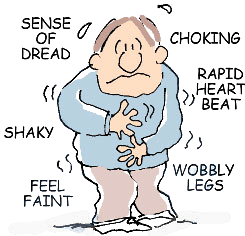 SENSE
OF
DREAD
CHOKING
RAPID
HEART
BEAT
SHAKY
FEEL
FAINT
WOBBLY
LEGS